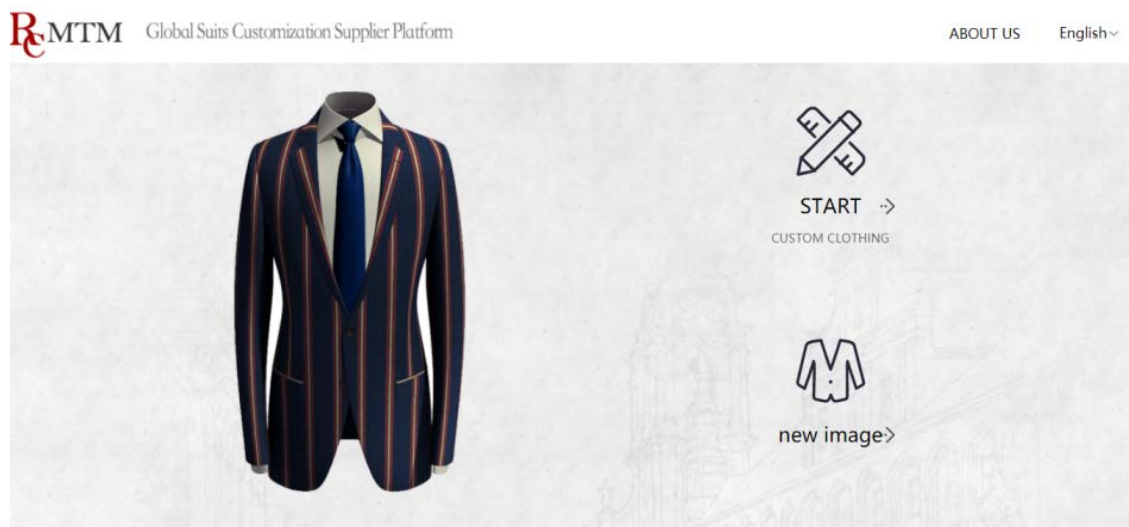 RCMTM Global Suits Customization Supplier Platform
ABOUT US English
START
CUSTOM CLOTHING
new image